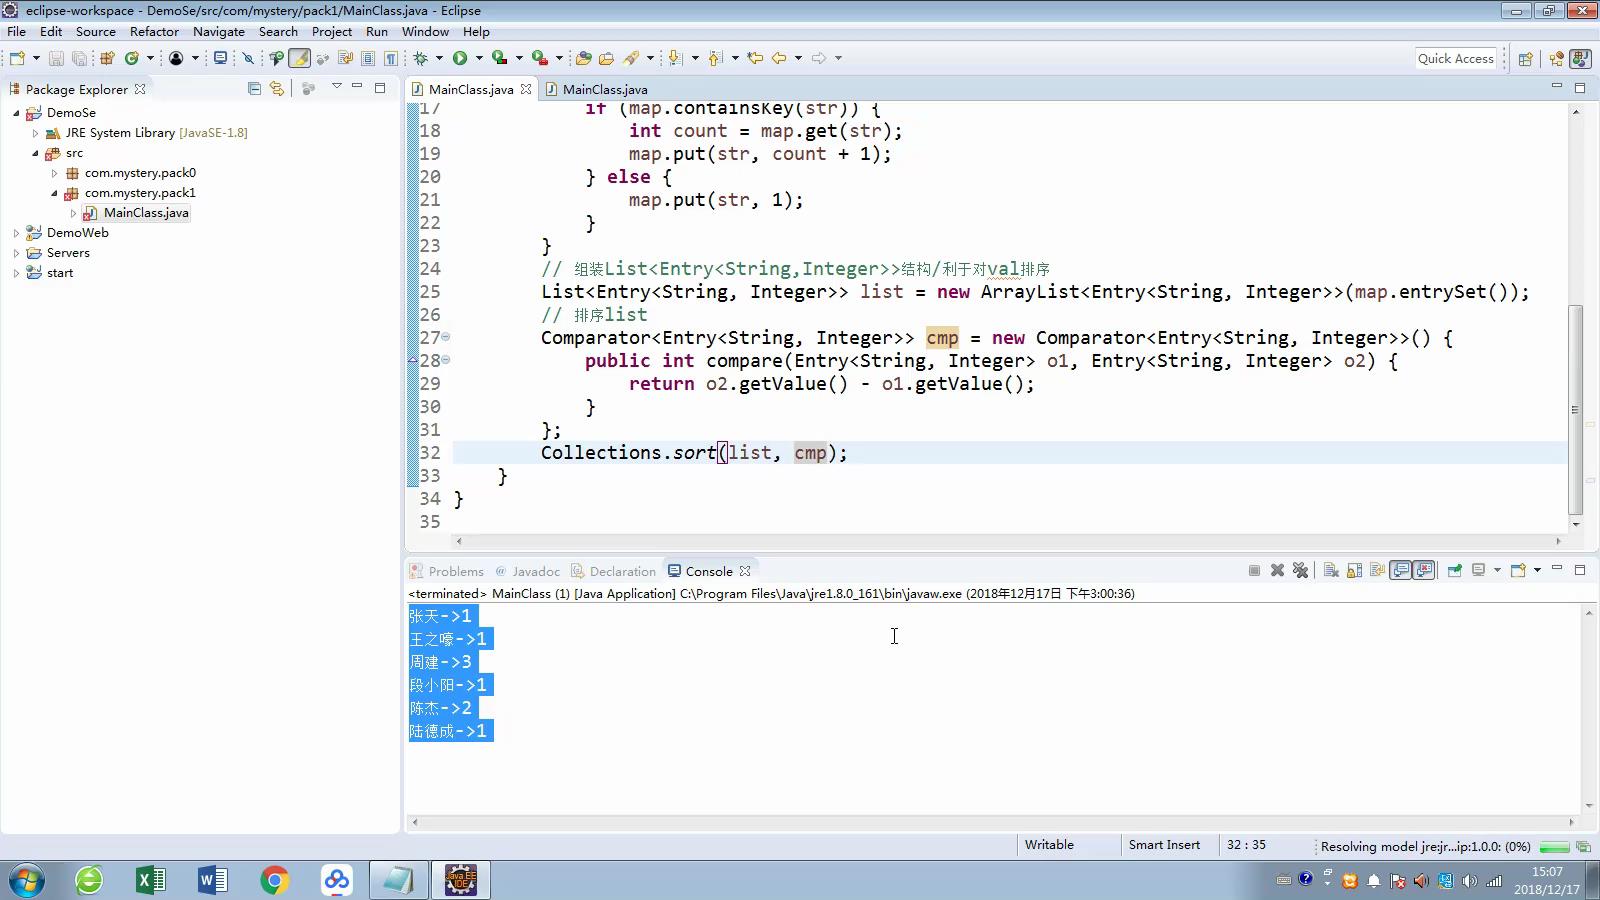 eclipse-workspace - DemoSe/src/com/mystery/pack1/MainClass.java - Eclipse
File Edit Source Refactor Navigate Search Project Run Window Help
Quick Access
Package Explorer
DemoSe
JRE System Library [JavaSE-1.8]
src
com.mystery.pack0
com.mystery.pack1
MainClass.java
DemoWeb
Servers
start
MainClass.java MainClass.java
17 if (map.containsKey(str)) {
18 int count = map.get(str);
19 map.put(str, count + 1);
20 } else {
21 map.put(str, 1);
22 }
23 }
24 // 组装List<Entry<String,Integer>>结构/利于对val排序
25 List<Entry<String, Integer>> list = new ArrayList<Entry<String, Integer>>(map.entrySet());
26 // 排序list
27 Comparator<Entry<String, Integer>> cmp = new Comparator<Entry<String, Integer>>() {
28 public int compare(Entry<String, Integer> o1, Entry<String, Integer> o2) {
29 return o2.getValue() - o1.getValue();
30 }
31 };
32 Collections.sort(list, cmp);
33 }
34 }
35
Problems @ Javadoc Declaration Console
<terminated> MainClass (1) [Java Application] C:\Program Files\Java\jre1.8.0_161\bin\javaw.exe (2018年12月17日 下午3:00:36)
张天->1
王之嚎->1
周建->3
段小阳->1
陈杰->2
陆德成->1
Writable Smart Insert 32 : 35 Resolving model jre:jr...ip:1.0.0: (0%)
15:07
2018/12/17